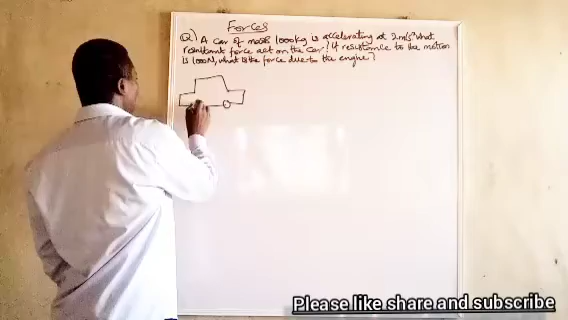 Forces
Q) A car of mass 1000kg is accelerating at 2m/s² what
resultant force act on the car? if resistance to the motion
is 1000N, what is the force due to the engine?
Please like share and subscribe